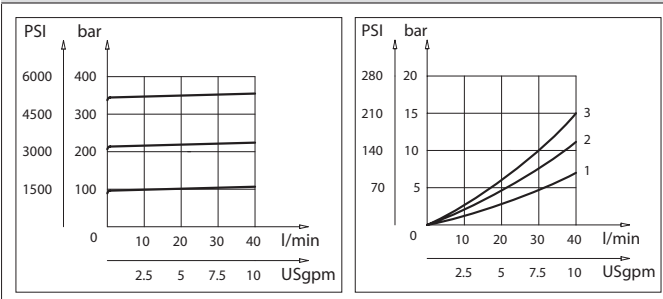 PSI bar
6000 400
4500 300
3000 200
1500 100
0 10 20 30 40 l/min
2.5 5 7.5 10 USgpm
PSI bar
280 20
210 15 3
140 10 2
70 5 1
0 10 20 30 40 l/min
2.5 5 7.5 10 USgpm